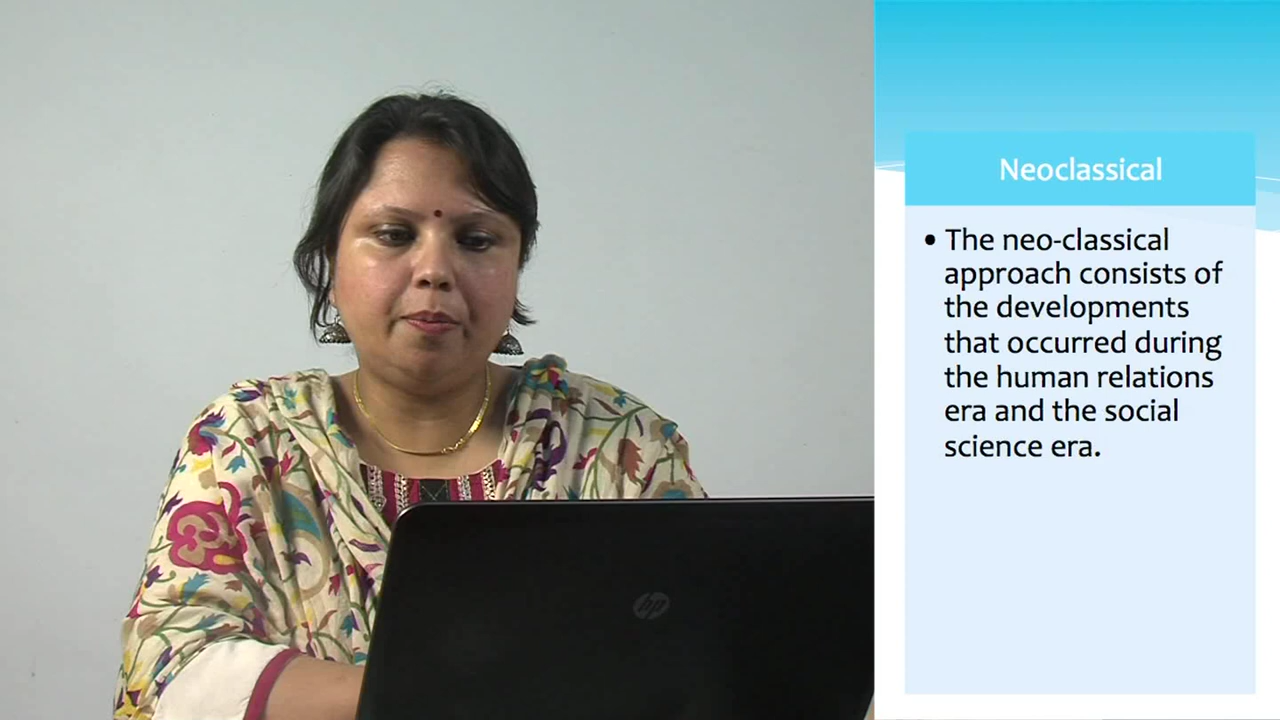 Neoclassical
• The neo-classical
approach consists of
the developments
that occurred during
the human relations
era and the social
science era.
hp